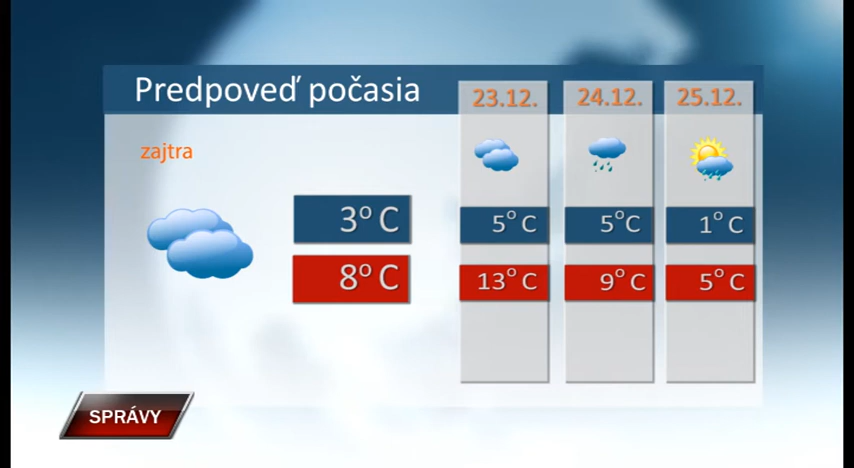 Predpoveď počasia
zajtra
3° C
8° C
23.12.
5° C
13° C
24.12.
5°C
9° C
25.12.
1° C
5° C
SPRÁVY